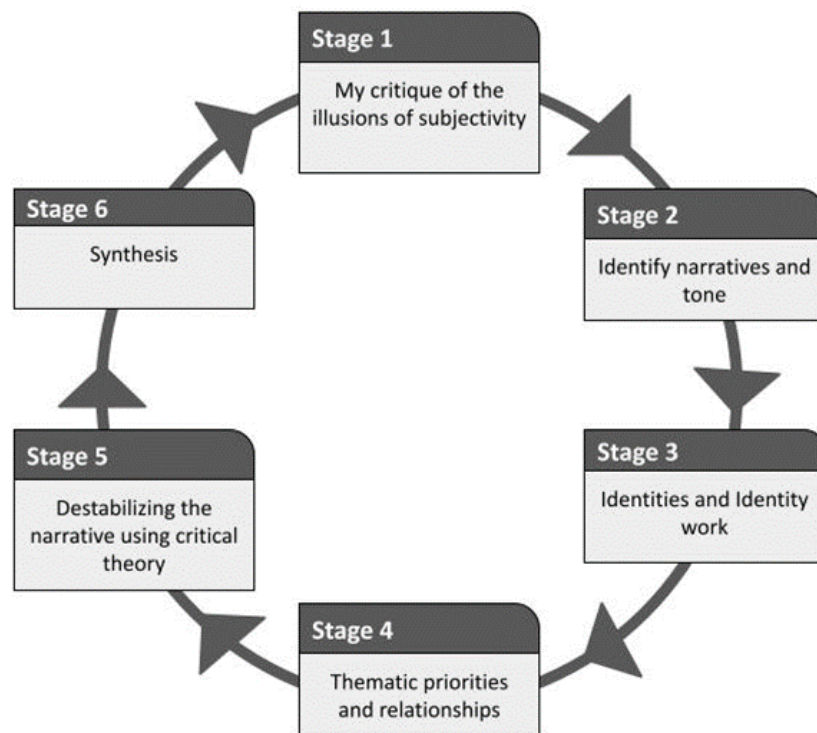 Stage 1
My critique of the
illusions of subjectivity
Stage 2
Identify narratives and
tone
Stage 3
Identities and Identity
work
Stage 4
Thematic priorities
and relationships
Stage 5
Destabilizing the
narrative using critical
theory
Stage 6
Synthesis